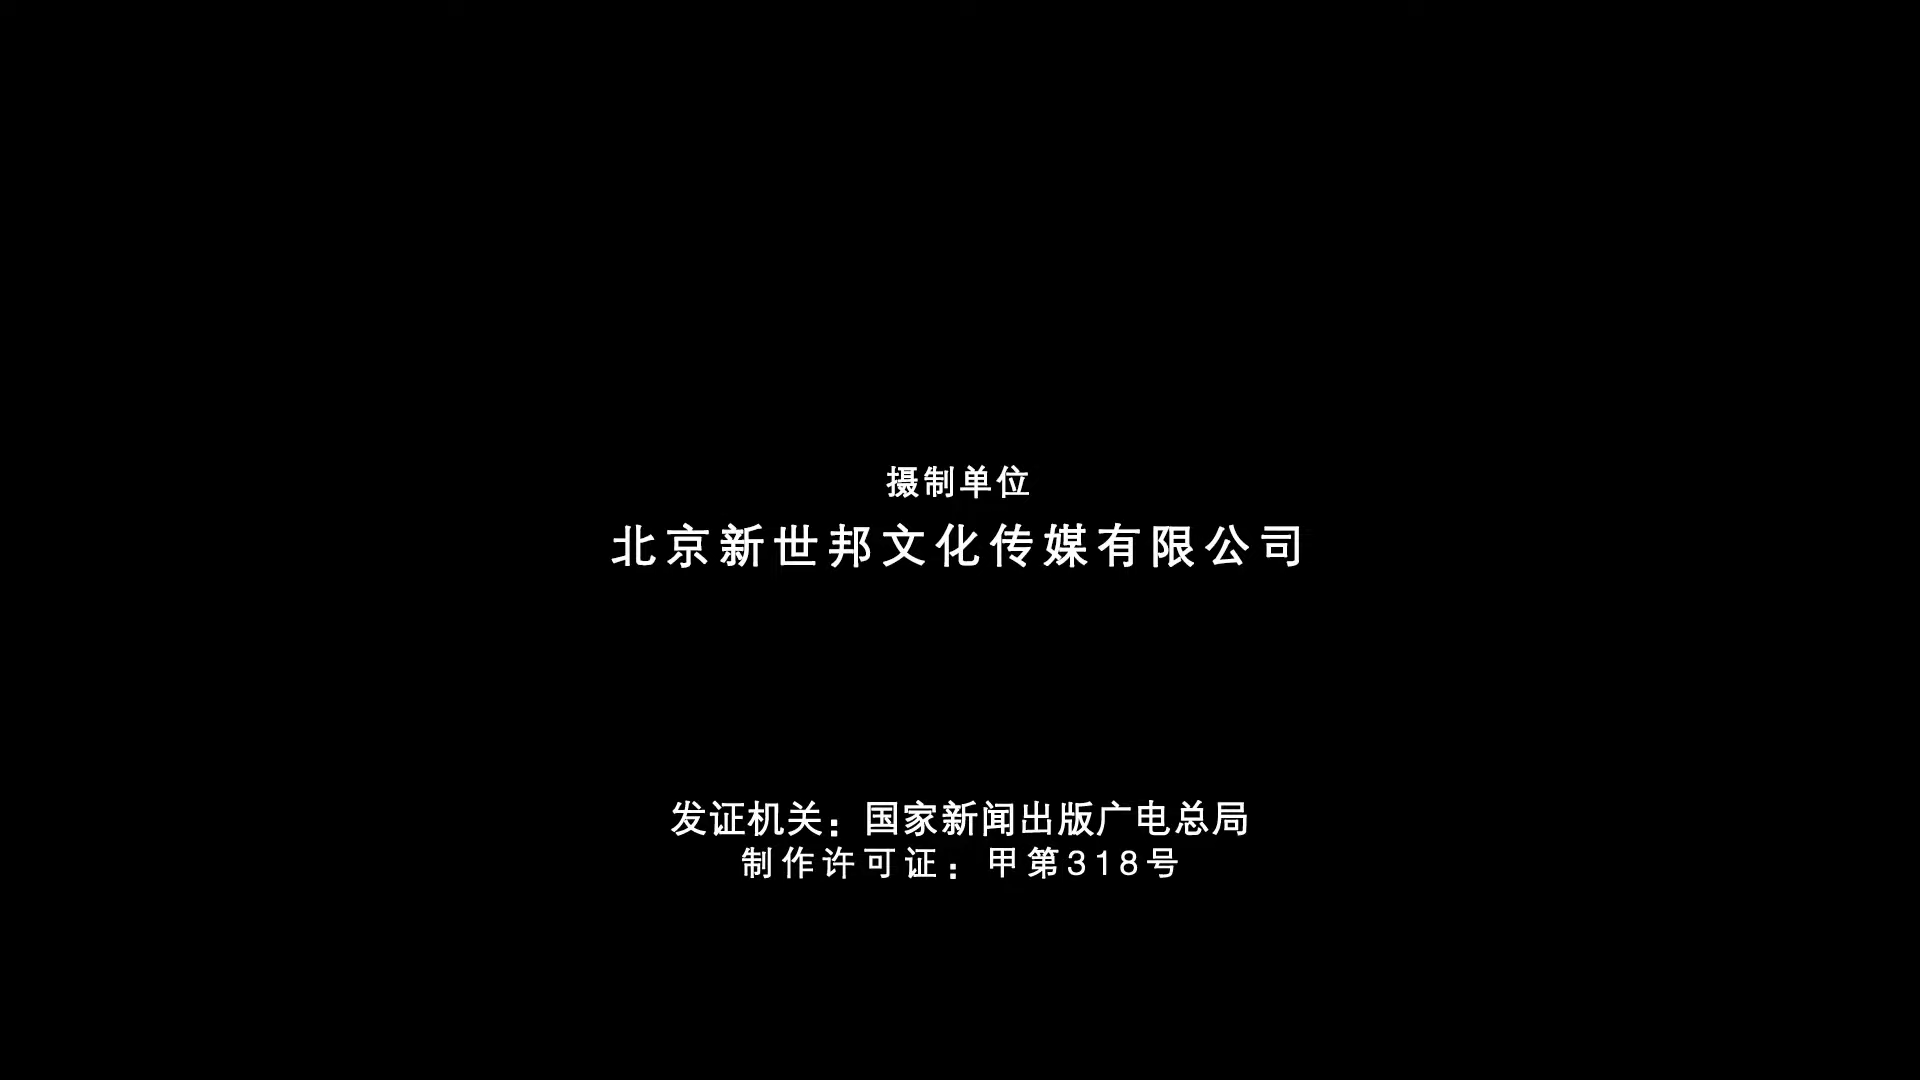 摄制单位
北京新世邦文化传媒有限公司
发证机关：国家新闻出版广电总局
制作许可证：甲第318号